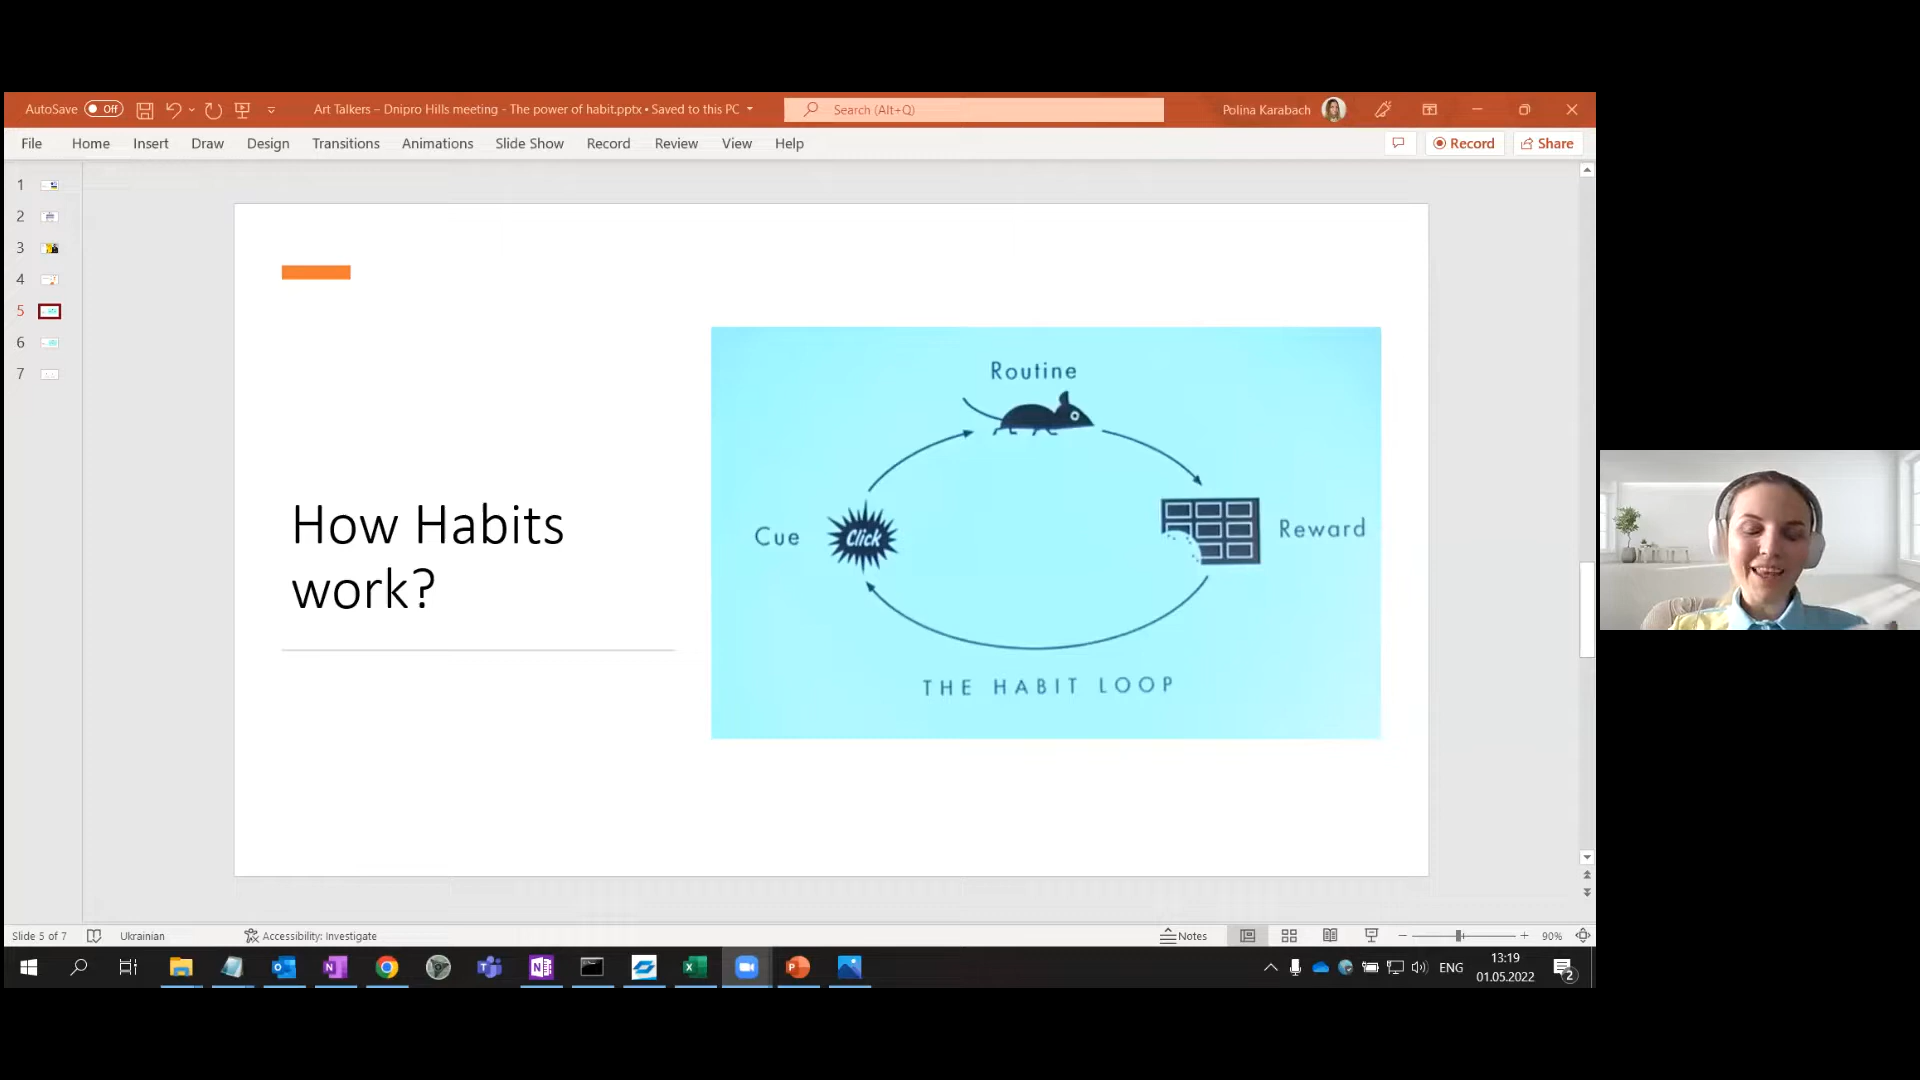 AutoSave Off
Art Talkers – Dnipro Hills meeting - The power of habit.pptx • Saved to this PC
Search (Alt+Q)
Polina Karabach
File Home Insert Draw Design Transitions Animations Slide Show Record Review View Help
Record Share
1
2
3
4
5
6
7
How Habits
work?
Routine
Cue
Click
Reward
THE HABIT LOOP
Slide 5 of 7 Ukrainian Accessibility: Investigate Notes 90%
ENG
13:19
01.05.2022
2